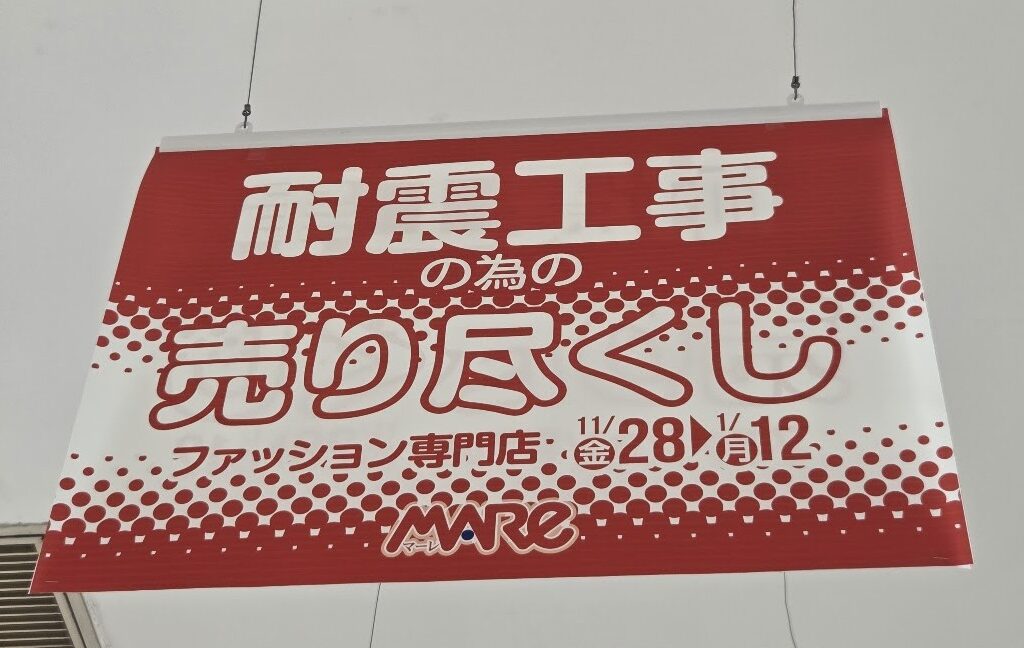 耐震工事
の為の
売り尽くし
ファッション専門店 11/28金▶1/12月
MARe
マーレ